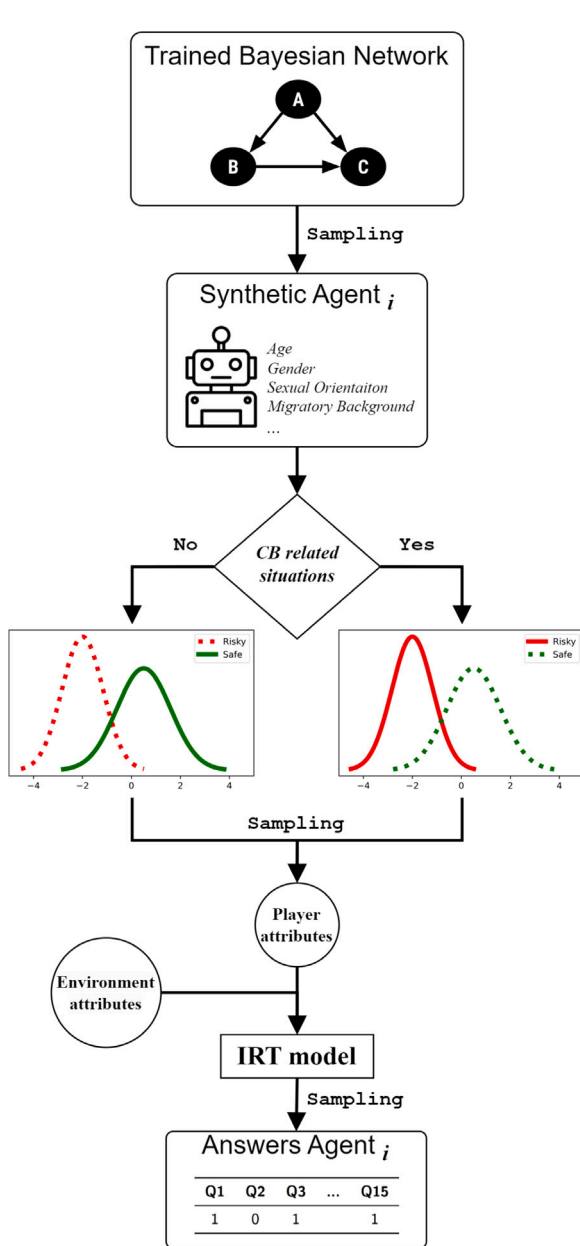 Trained Bayesian Network
A
B
C
Sampling
Synthetic Agent i
Age
Gender
Sexual Orientaiton
Migratory Background
...
No
CB related
situations
Yes
Risky
Safe
−4 −2 0 2 4
Risky
Safe
−4 −2 0 2 4
Sampling
Player
attributes
Environment
attributes
IRT model
Sampling
Answers Agent i
Q1 Q2 Q3 ... Q15
1 0 1 1